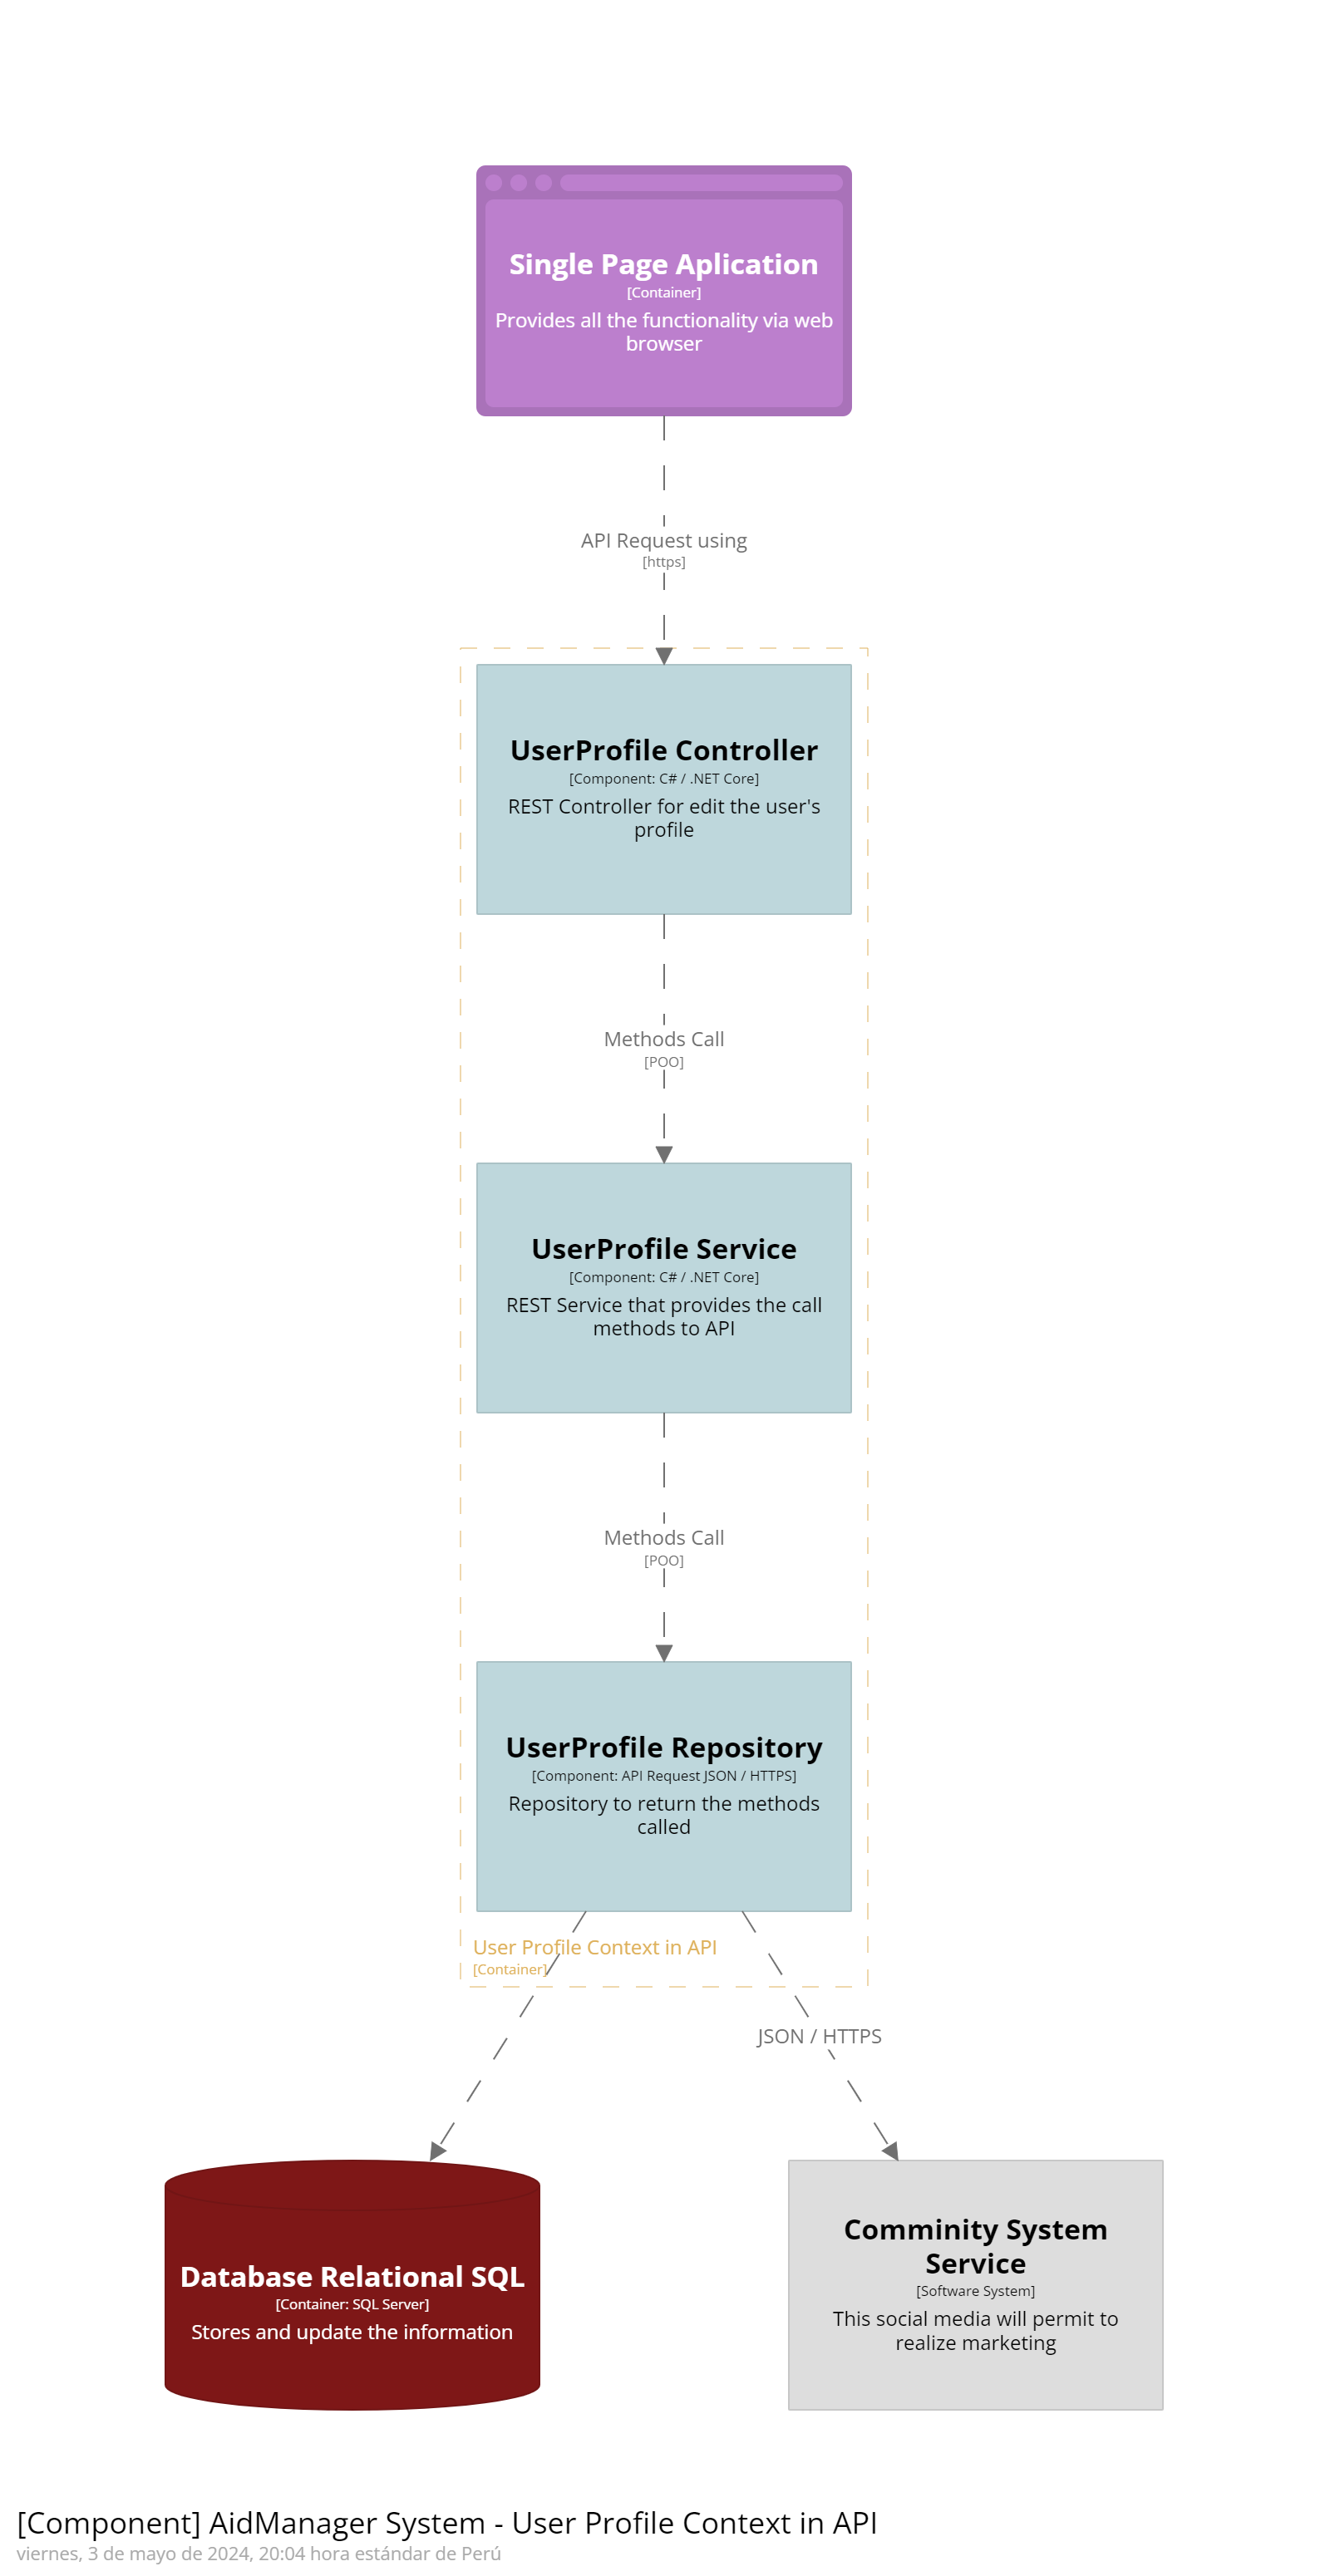 Single Page Aplication
[Container]
Provides all the functionality via web
browser
API Request using
[https]
UserProfile Controller
[Component: C# / .NET Core]
REST Controller for edit the user's
profile
Methods Call
[POO]
UserProfile Service
[Component: C# / .NET Core]
REST Service that provides the call
methods to API
Methods Call
[POO]
UserProfile Repository
[Component: API Request JSON / HTTPS]
Repository to return the methods
called
User Profile Context in API
[Container]
JSON / HTTPS
Database Relational SQL
[Container: SQL Server]
Stores and update the information
Comminity System
Service
[Software System]
This social media will permit to
realize marketing
[Component] AidManager System - User Profile Context in API
viernes, 3 de mayo de 2024, 20:04 hora estándar de Perú